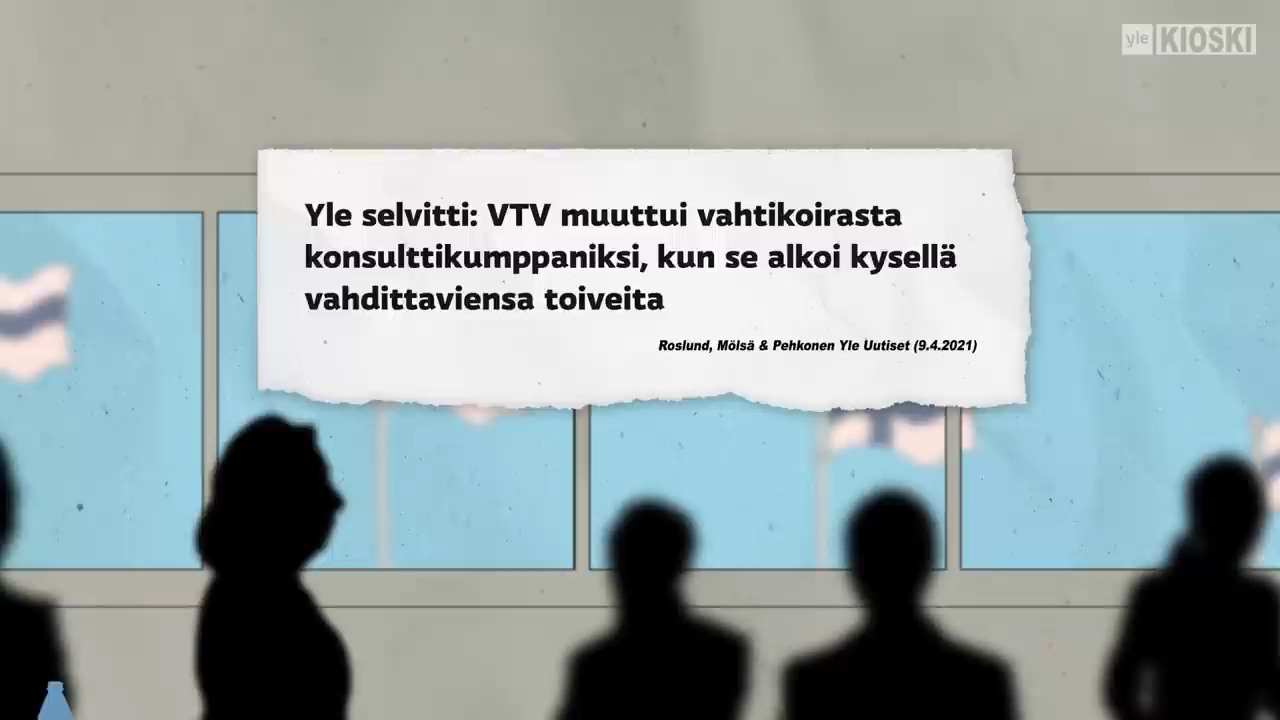 yle KIOSKI
Yle selvitti: VTV muuttui vahtikoirasta
konsulttikumppaniksi, kun se alkoi kysellä
vahdittaviensa toiveita
Roslund, Mölsä & Pehkonen Yle Uutiset (9.4.2021)